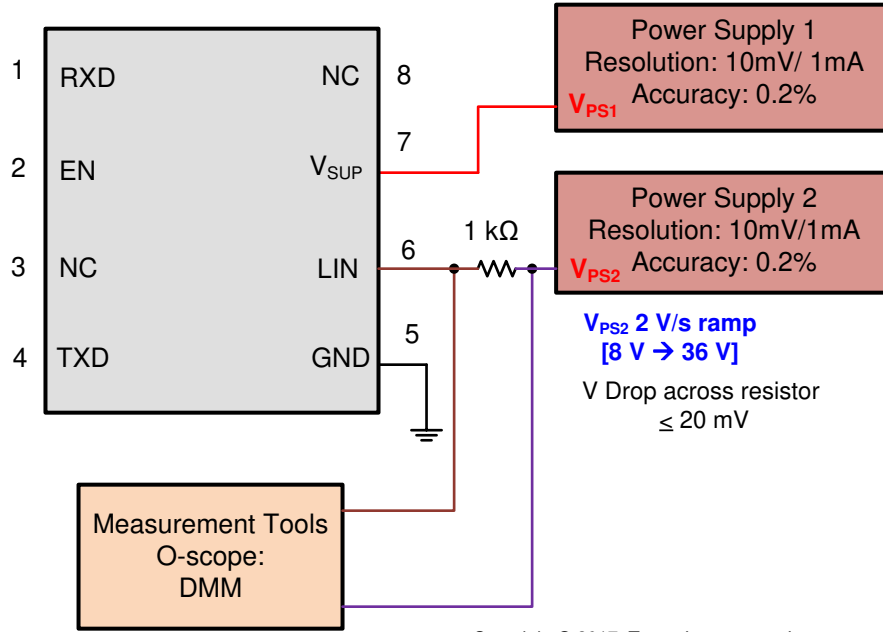 1
RXD
NC
8
2
EN
VSUP
7
3
NC
LIN
6
4
TXD
GND
5
1 kΩ
Power Supply 1
Resolution: 10mV/ 1mA
Accuracy: 0.2%
VPS1
Power Supply 2
Resolution: 10mV/1mA
Accuracy: 0.2%
VPS2
VPS2 2 V/s ramp
[8 V → 36 V]
V Drop across resistor
≤ 20 mV
Measurement Tools
O-scope:
DMM